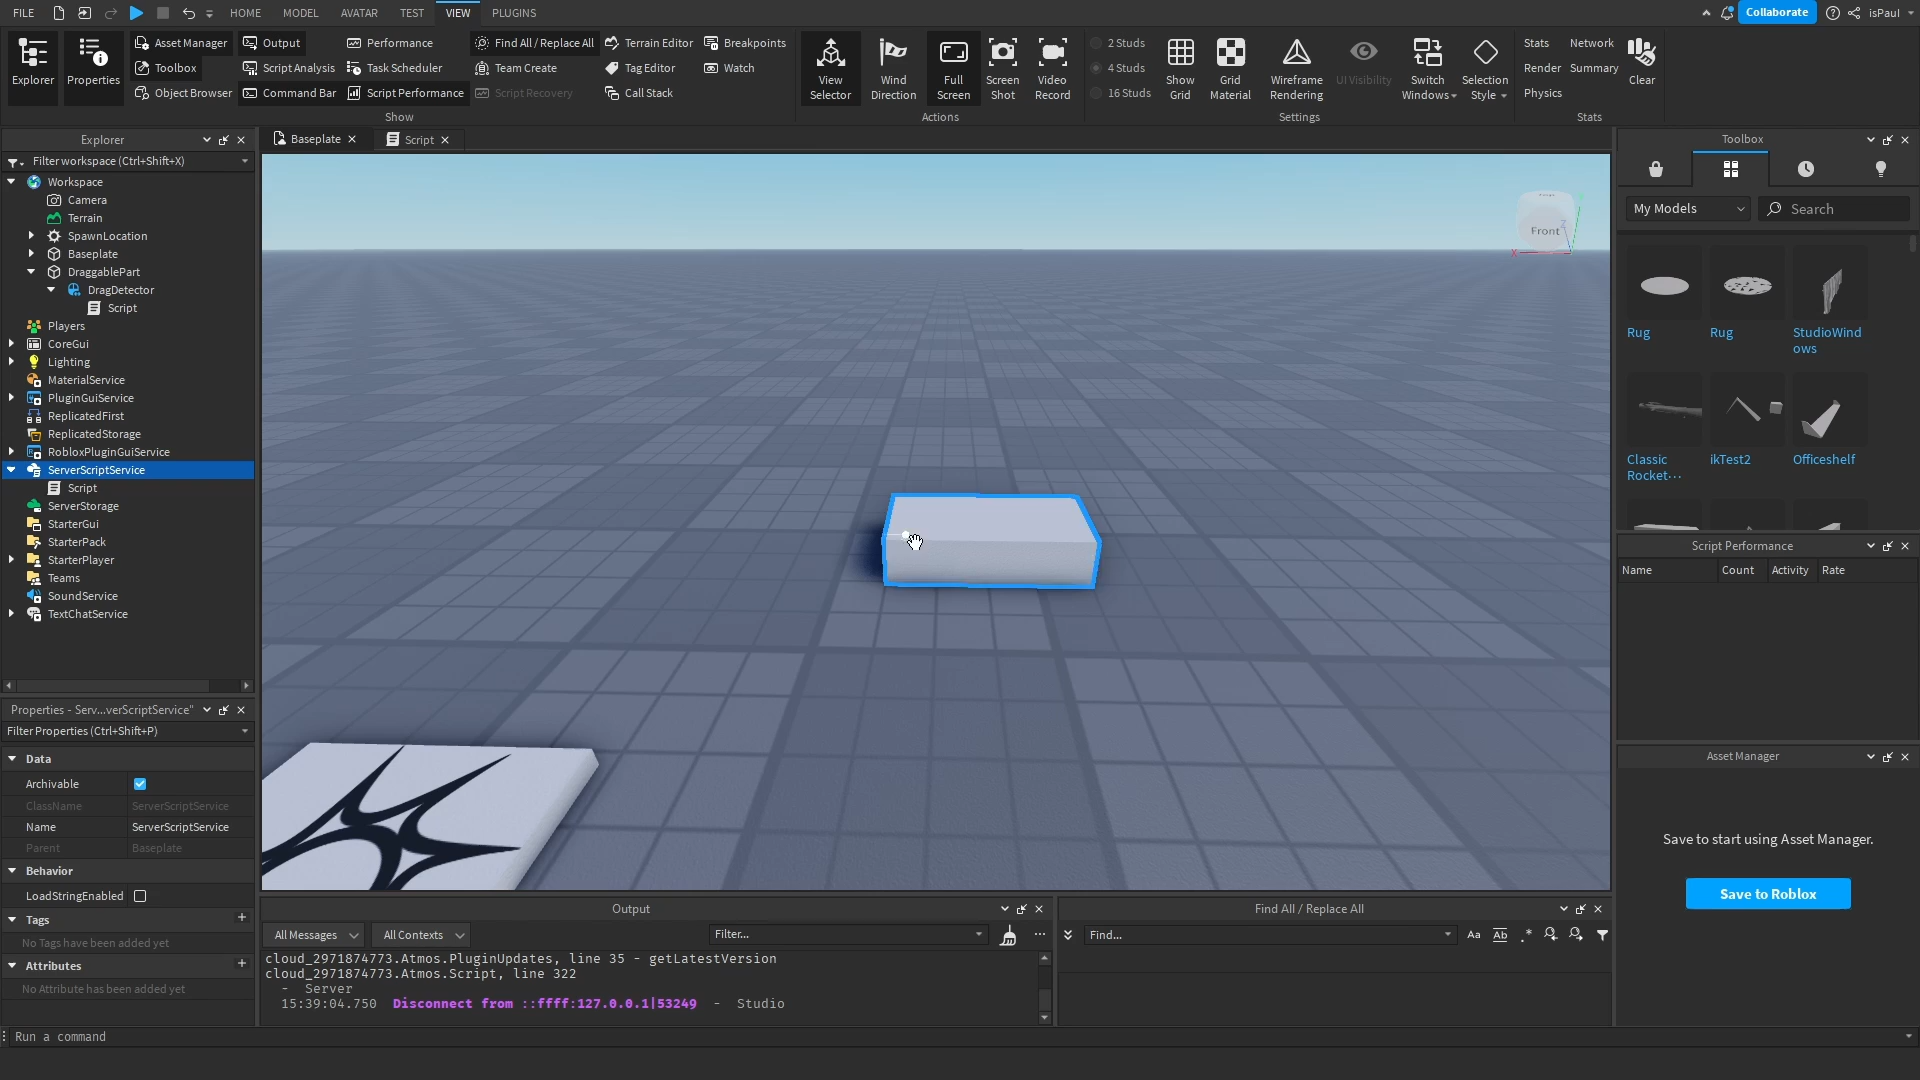 FILE
HOME
MODEL
AVATAR
TEST
VIEW
PLUGINS
Collaborate
isPaul
Explorer
Properties
Asset Manager
Toolbox
Object Browser
Output
Script Analysis
Command Bar
Performance
Task Scheduler
Script Performance
Find All / Replace All
Team Create
Script Recovery
Terrain Editor
Tag Editor
Call Stack
Breakpoints
Watch
Show
View
Selector
Wind
Direction
Full
Screen
Screen
Shot
Video
Record
Actions
2 Studs
4 Studs
16 Studs
Show
Grid
Grid
Material
Wireframe
Rendering
UI Visibility
Switch
Windows
Selection
Style
Settings
Stats
Render
Physics
Network
Summary
Clear
Stats
Explorer
Filter workspace (Ctrl+Shift+X)
Workspace
Camera
Terrain
SpawnLocation
Baseplate
DraggablePart
DragDetector
Script
Players
CoreGui
Lighting
MaterialService
PluginGuiService
ReplicatedFirst
ReplicatedStorage
RobloxPluginGuiService
ServerScriptService
Script
ServerStorage
StarterGui
StarterPack
StarterPlayer
Teams
SoundService
TextChatService
Properties - Serv...verScriptService"
Filter Properties (Ctrl+Shift+P)
Data
Archivable
ClassName ServerScriptService
Name ServerScriptService
Parent Baseplate
Behavior
LoadStringEnabled
Tags +
No Tags have been added yet
Attributes +
No Attribute has been added yet
Baseplate
Script
Front
X
Z
Output
All Messages
All Contexts
Filter...
cloud_2971874773.Atmos.PluginUpdates, line 35 - getLatestVersion
cloud_2971874773.Atmos.Script, line 322
- Server
15:39:04.750 Disconnect from ::ffff:127.0.0.1|53249 - Studio
Find All / Replace All
Find...
Aa
Ab
.*
Toolbox
My Models
Search
Rug
Rug
StudioWind
ows
Classic
Rocket...
ikTest2
Officeshelf
Script Performance
Name Count Activity Rate
Asset Manager
Save to start using Asset Manager.
Save to Roblox
Run a command